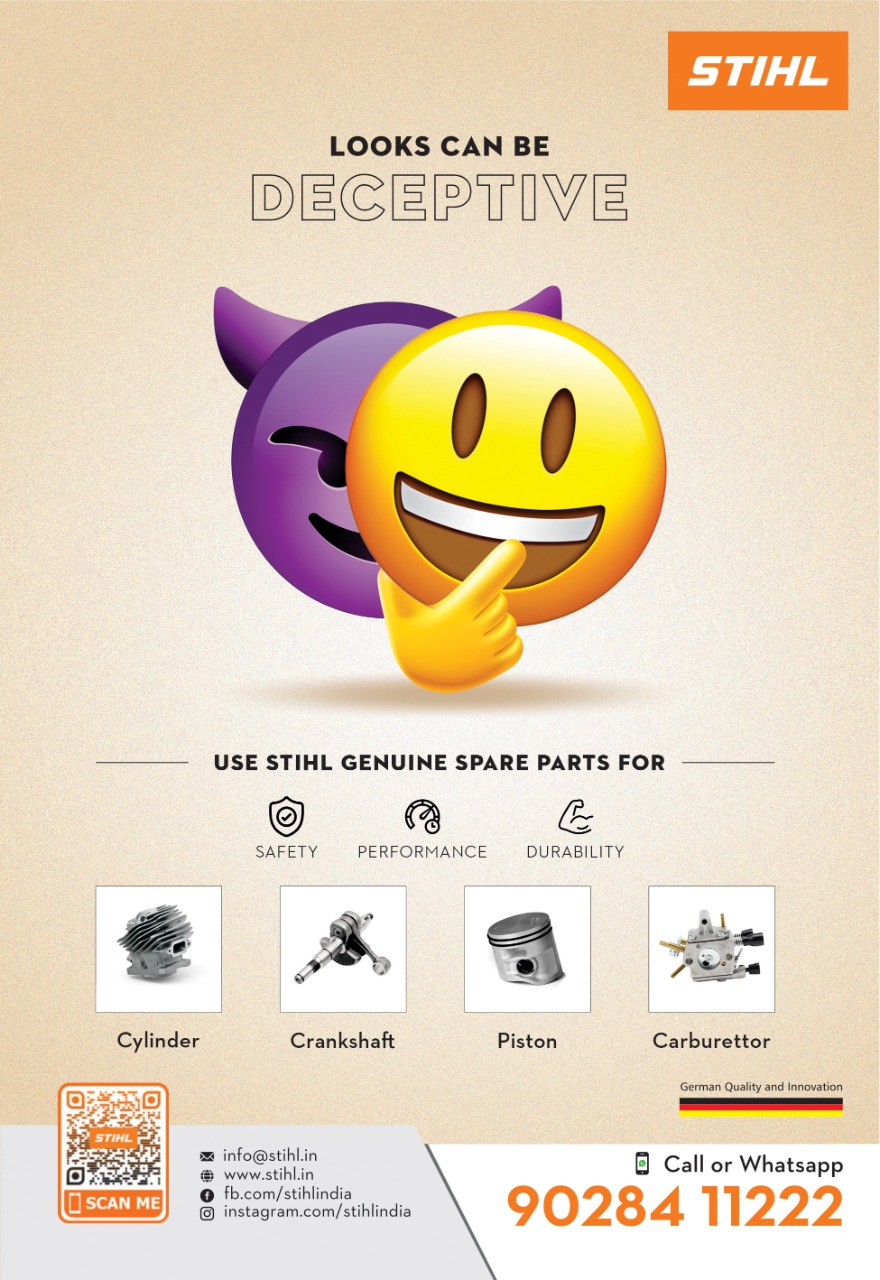 STIHL
LOOKS CAN BE
DECEPTIVE
USE STIHL GENUINE SPARE PARTS FOR
SAFETY PERFORMANCE DURABILITY
Cylinder Crankshaft Piston Carburettor
German Quality and Innovation
STIHL
SCAN ME
info@stihl.in
www.stihl.in
fb.com/stihlindia
instagram.com/stihlindia
Call or Whatsapp
90284 11222